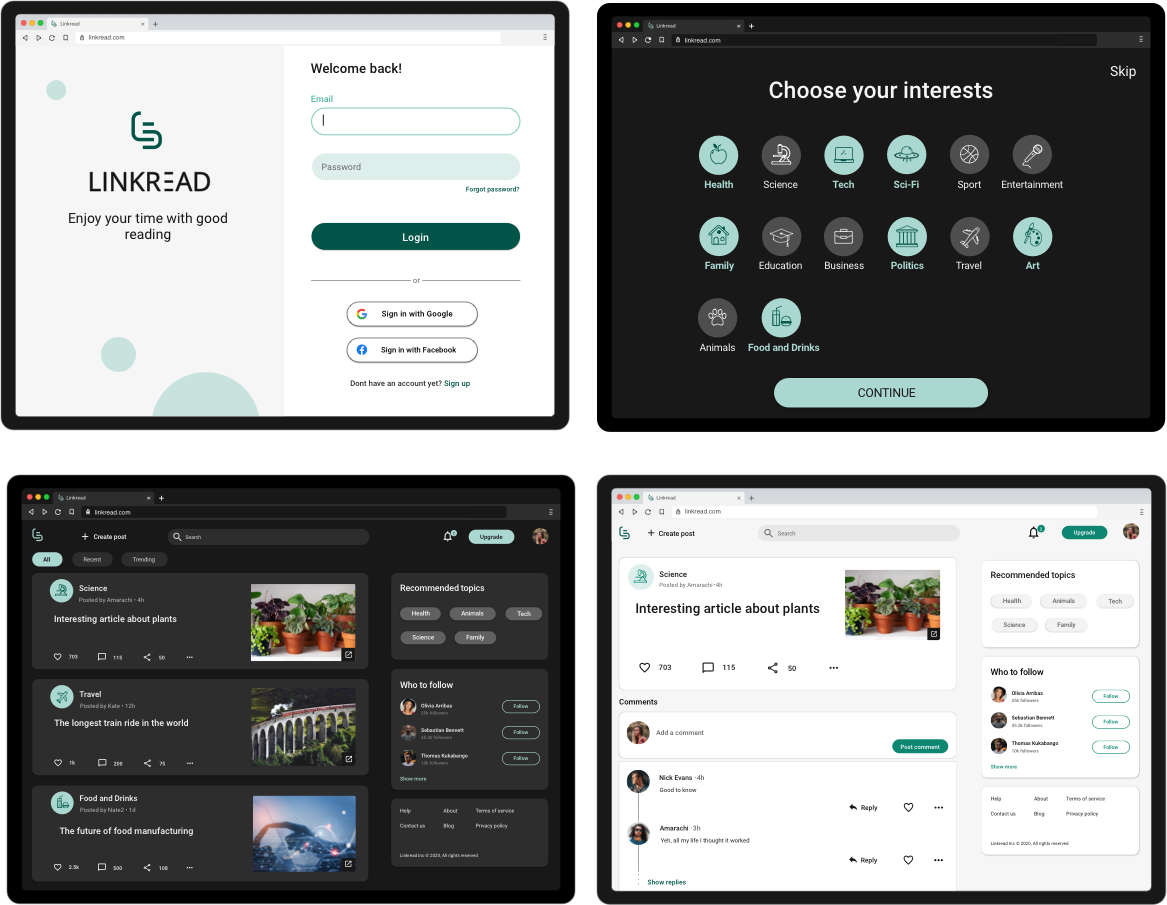 Linkread
linkread.com
LINKREAD
Enjoy your time with good
reading
Welcome back!
Email
Password
Forgot password?
Login
or
Sign in with Google
Sign in with Facebook
Dont have an account yet? Sign up
Linkread
linkread.com
Skip
Choose your interests
Health
Science
Tech
Sci-Fi
Sport
Entertainment
Family
Education
Business
Politics
Travel
Art
Animals
Food and Drinks
CONTINUE
Linkread
linkread.com
Create post
Search
Upgrade
All
Recent
Trending
Science
Posted by Amarachi · 4h
Interesting article about plants
703
115
50
Travel
Posted by Kate · 12h
The longest train ride in the world
1k
200
75
Food and Drinks
Posted by Nate2 · 1d
The future of food manufacturing
2.5k
500
100
Recommended topics
Health
Animals
Tech
Science
Family
Who to follow
Olivia Arribas
25k followers
Follow
Sebastian Bennett
45.2k followers
Follow
Thomas Kukabango
10k followers
Follow
Show more
Help
About
Terms of service
Contact us
Blog
Privacy policy
Linkread Inc © 2020, All rights reserved
Linkread
linkread.com
Create post
Search
2
Upgrade
Science
Posted by Amarachi · 4h
Interesting article about plants
703
115
50
Comments
Add a comment
Post comment
Nick Evans · 4h
Good to know
Reply
Amarachi · 3h
Yeh, all my life I thought it worked
Reply
Show replies
Recommended topics
Health
Animals
Tech
Science
Family
Who to follow
Olivia Arribas
25k followers
Follow
Sebastian Bennett
45.2k followers
Follow
Thomas Kukabango
10k followers
Follow
Show more
Help
About
Terms of service
Contact us
Blog
Privacy policy
Linkread Inc © 2020, All rights reserved